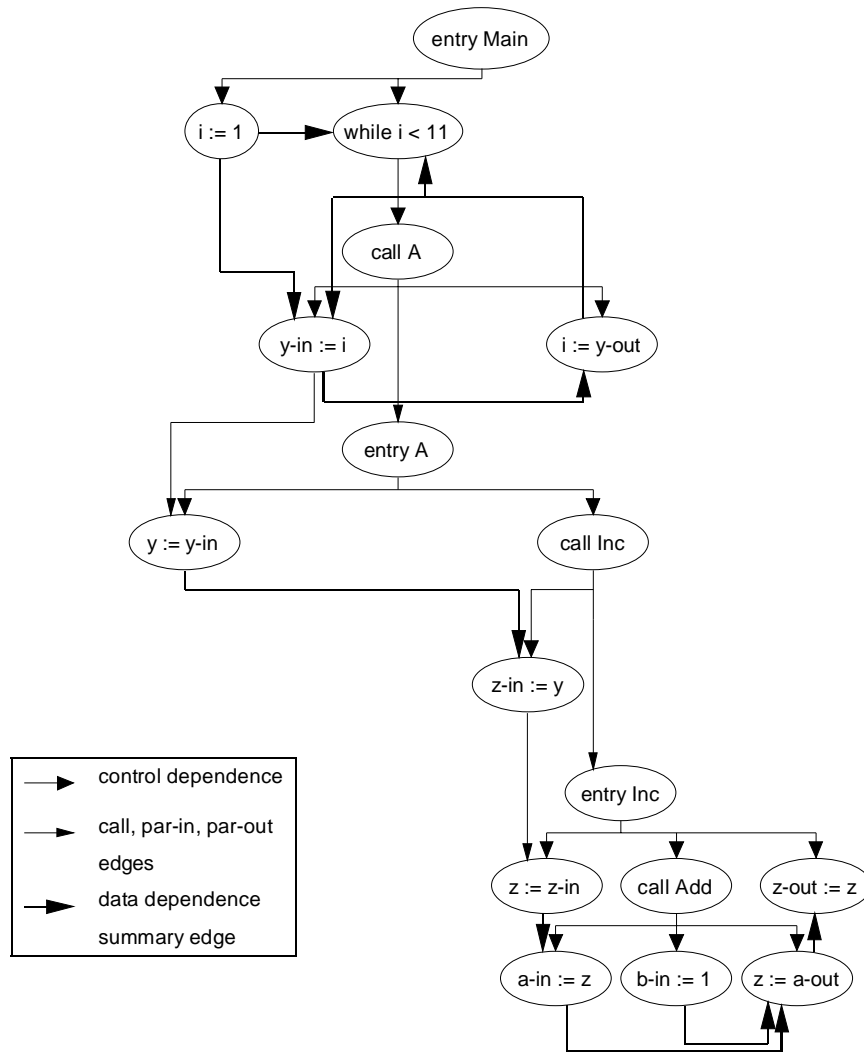 entry Main
i := 1
while i < 11
call A
y-in := i
i := y-out
entry A
y := y-in
call Inc
z-in := y
control dependence
call, par-in, par-out
edges
data dependence
summary edge
entry Inc
z := z-in
call Add
z-out := z
a-in := z
b-in := 1
z := a-out